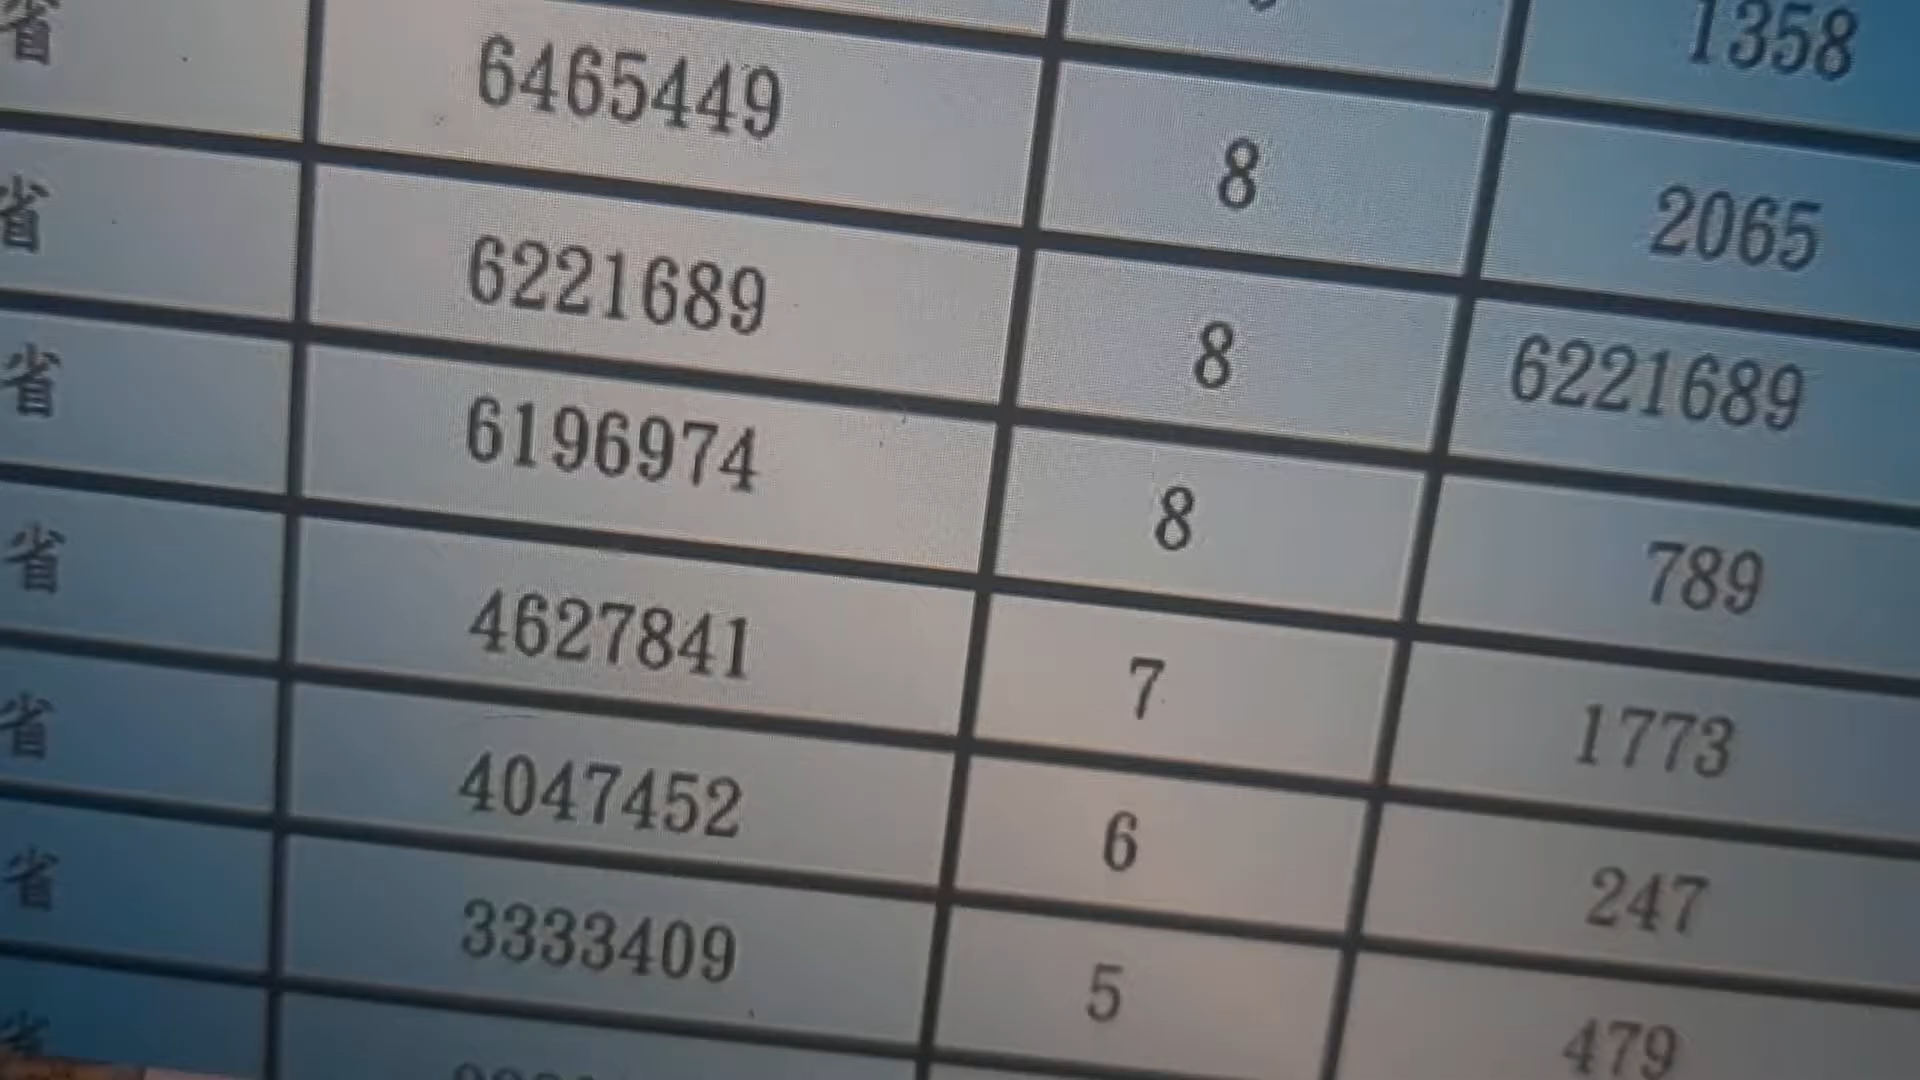 1358
省 6465449 8 2065
省 6221689 8 6221689
省 6196974 8 789
省 4627841 7 1773
省 4047452 6 247
省 3333409 5 479